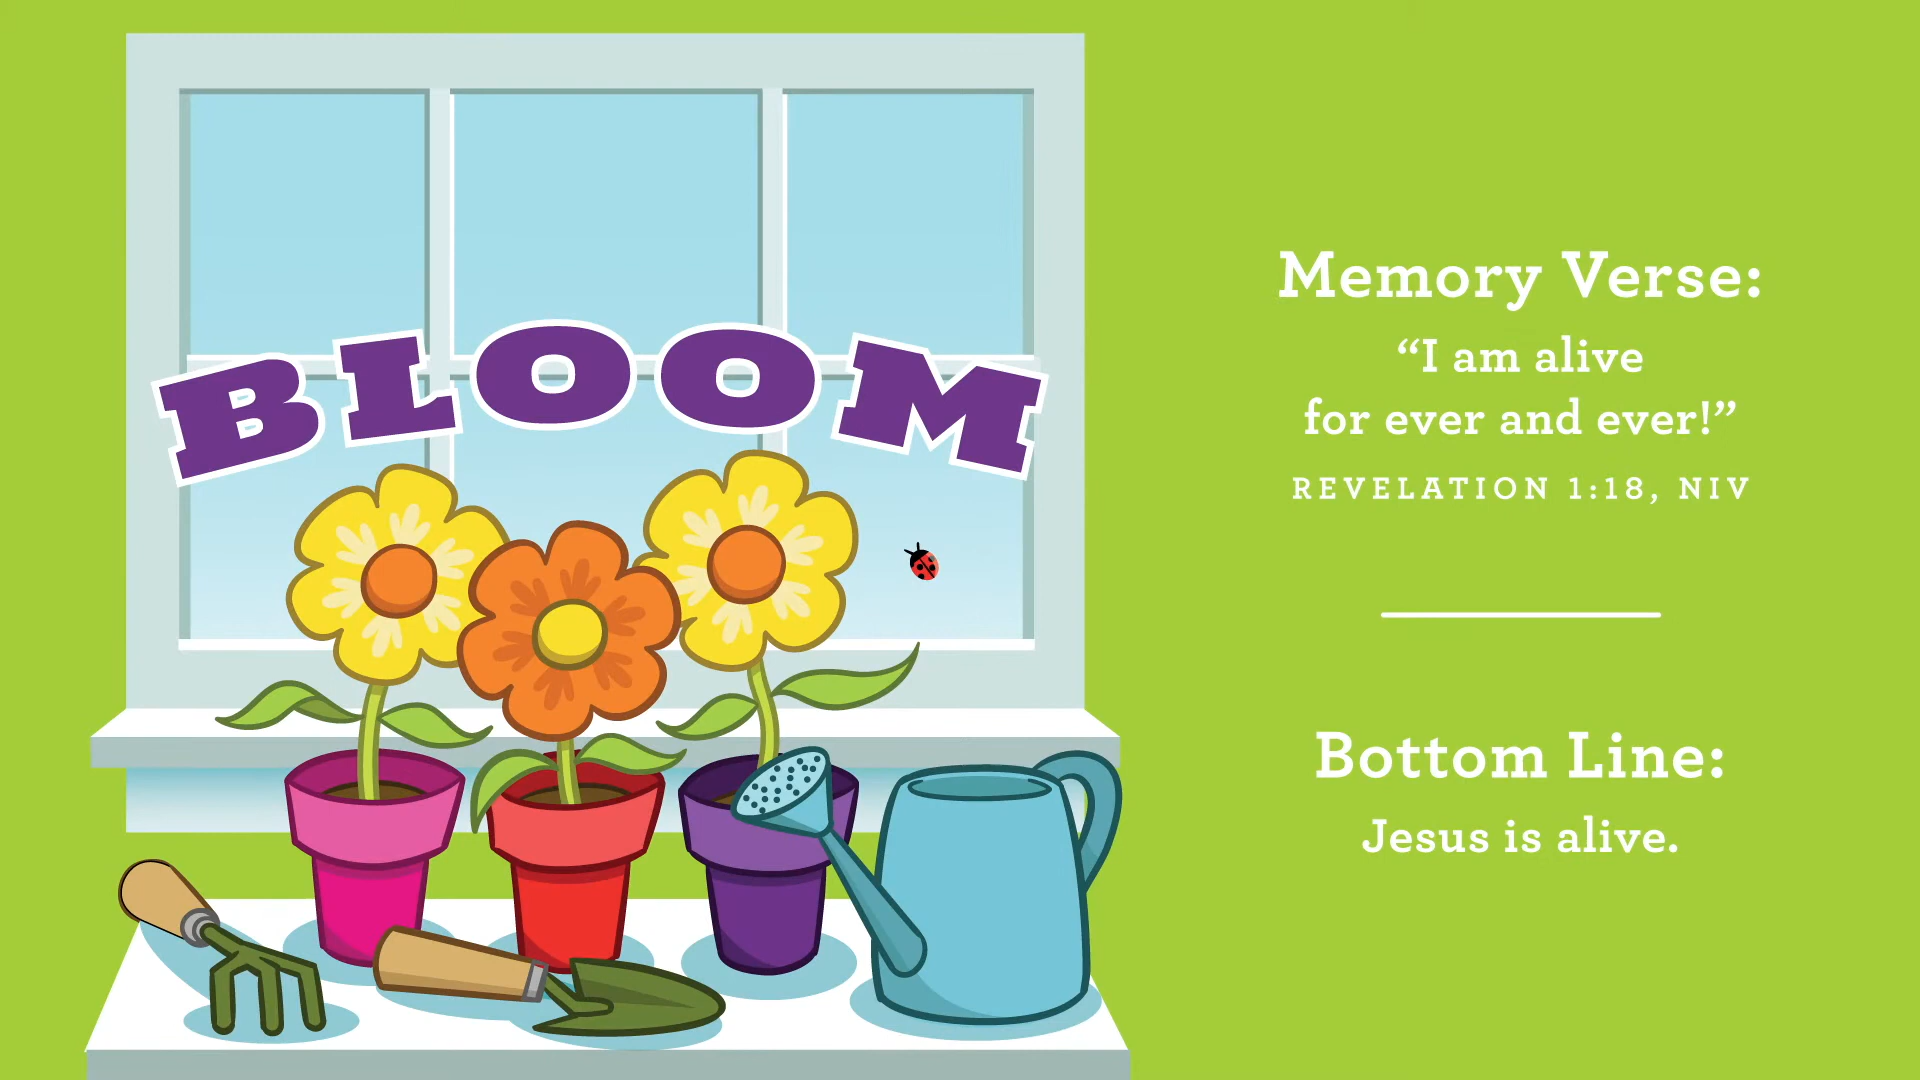 BLOOM
Memory Verse:
“I am alive
for ever and ever!”
REVELATION 1:18, NIV
Bottom Line:
Jesus is alive.